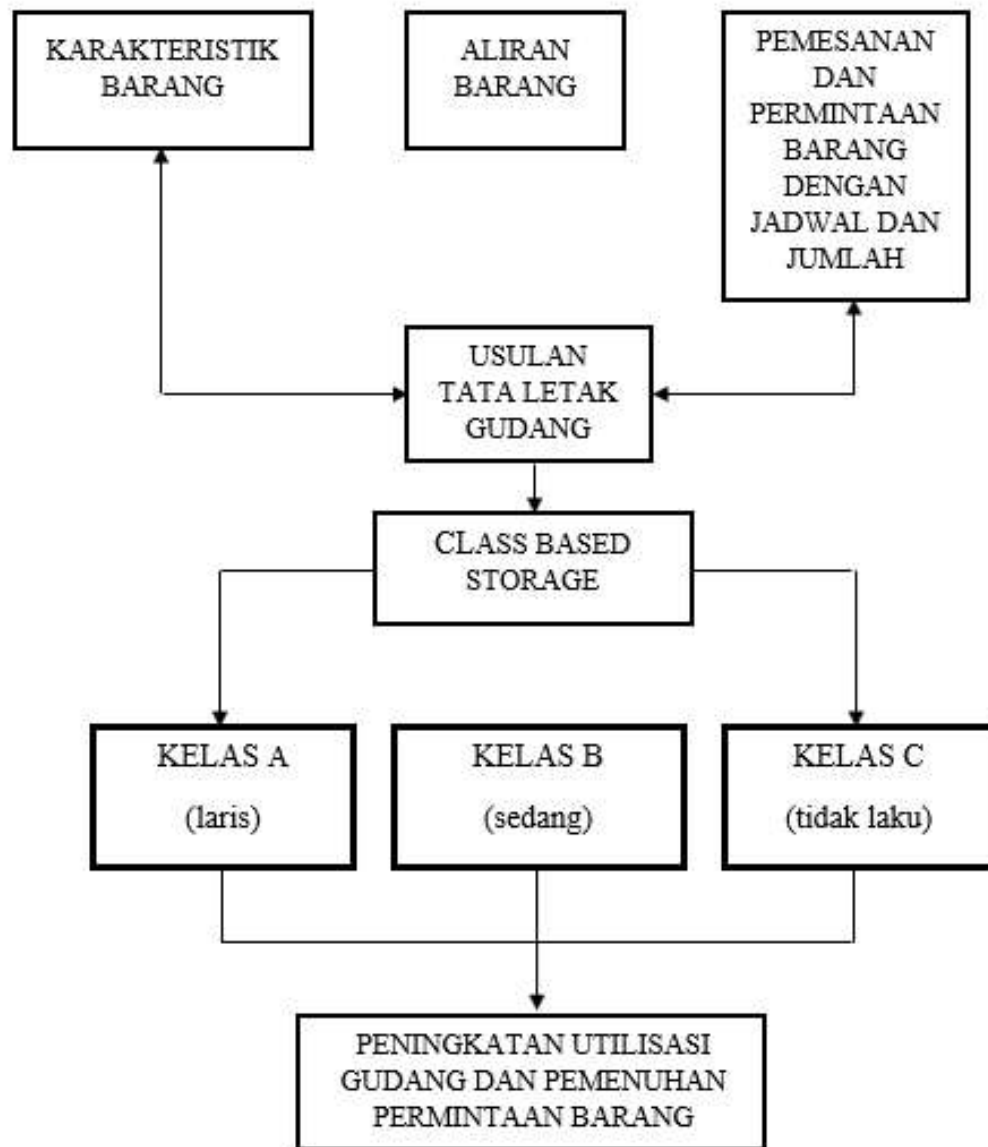 KARAKTERISTIK
BARANG
ALIRAN
BARANG
PEMESANAN
DAN
PERMINTAAN
BARANG
DENGAN
JADWAL DAN
JUMLAH
USULAN
TATA LETAK
GUDANG
CLASS BASED
STORAGE
KELAS A
(laris)
KELAS B
(sedang)
KELAS C
(tidak laku)
PENINGKATAN UTILISASI
GUDANG DAN PEMENUHAN
PERMINTAAN BARANG